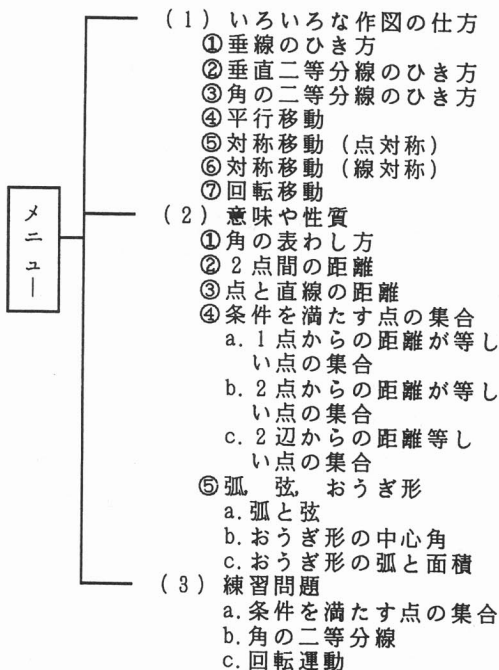 (1) いろいろな作図の仕方
①垂線のひき方
②垂直二等分線のひき方
③角の二等分線のひき方
④平行移動
⑤対称移動 (点対称)
⑥対称移動 (線対称)
⑦回転移動
メニュー
(2) 意味や性質
①角の表わし方
②2点間の距離
③点と直線の距離
④条件を満たす点の集合
a.1点からの距離が等し
い点の集合
b.2点からの距離が等し
い点の集合
c.2辺からの距離等し
い点の集合
⑤弧, 弦, おうぎ形
a.弧と弦
b.おうぎ形の中心角
c.おうぎ形の弧と面積
(3) 練習問題
a.条件を満たす点の集合
b.角の二等分線
c.回転運動